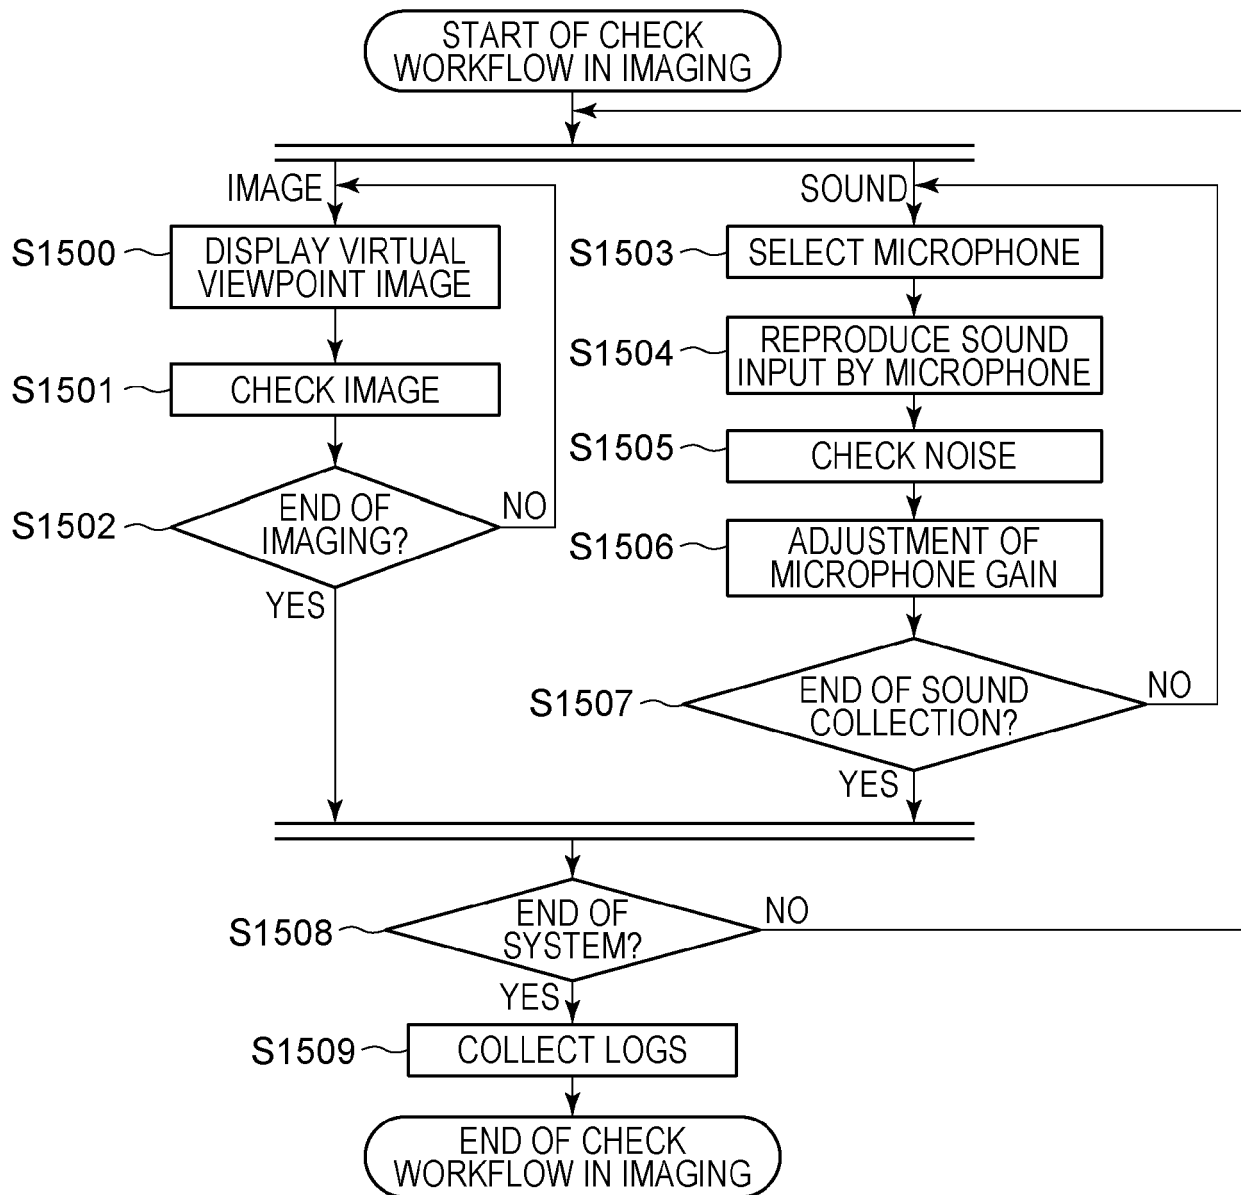 START OF CHECK
WORKFLOW IN IMAGING
IMAGE
S1500
DISPLAY VIRTUAL
VIEWPOINT IMAGE
S1501
CHECK IMAGE
S1502
END OF
IMAGING?
NO
YES
SOUND
S1503
SELECT MICROPHONE
S1504
REPRODUCE SOUND
INPUT BY MICROPHONE
S1505
CHECK NOISE
S1506
ADJUSTMENT OF
MICROPHONE GAIN
S1507
END OF SOUND
COLLECTION?
NO
YES
S1508
END OF
SYSTEM?
NO
YES
S1509
COLLECT LOGS
END OF CHECK
WORKFLOW IN IMAGING